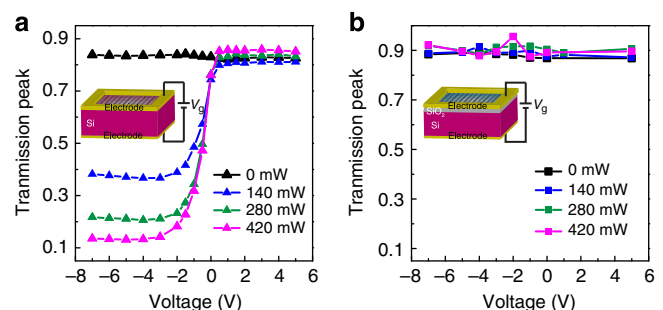 a
Tranmission peak
0.9
0.7
0.5
0.3
0.1
Electrode
Si
Electrode
Vg
0 mW
140 mW
280 mW
420 mW
−8 −6 −4 −2 0 2 4 6
Voltage (V)
b
Tranmission peak
0.9
0.7
0.5
0.3
0.1
Electrode
SiO2
Si
Electrode
Vg
0 mW
140 mW
280 mW
420 mW
−8 −6 −4 −2 0 2 4 6
Voltage (V)